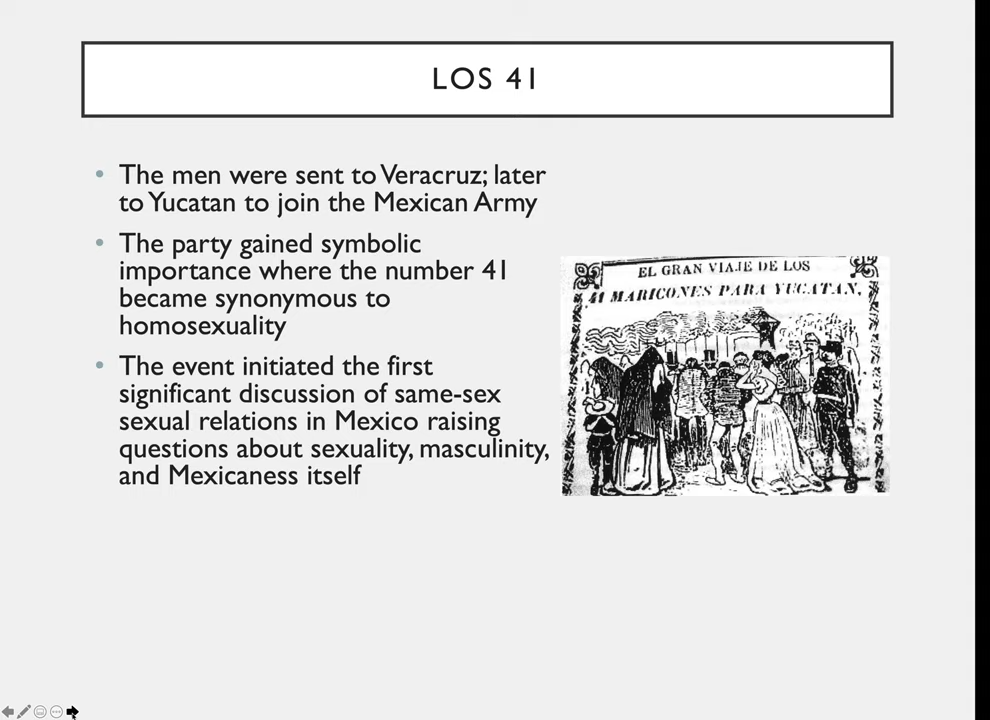 LOS 41
• The men were sent to Veracruz; later
to Yucatan to join the Mexican Army
• The party gained symbolic
importance where the number 41
became synonymous to
homosexuality
• The event initiated the first
significant discussion of same-sex
sexual relations in Mexico raising
questions about sexuality, masculinity,
and Mexicaness itself
EL GRAN VIAJE DE LOS
41 MARICONES PARA YUCATAN,